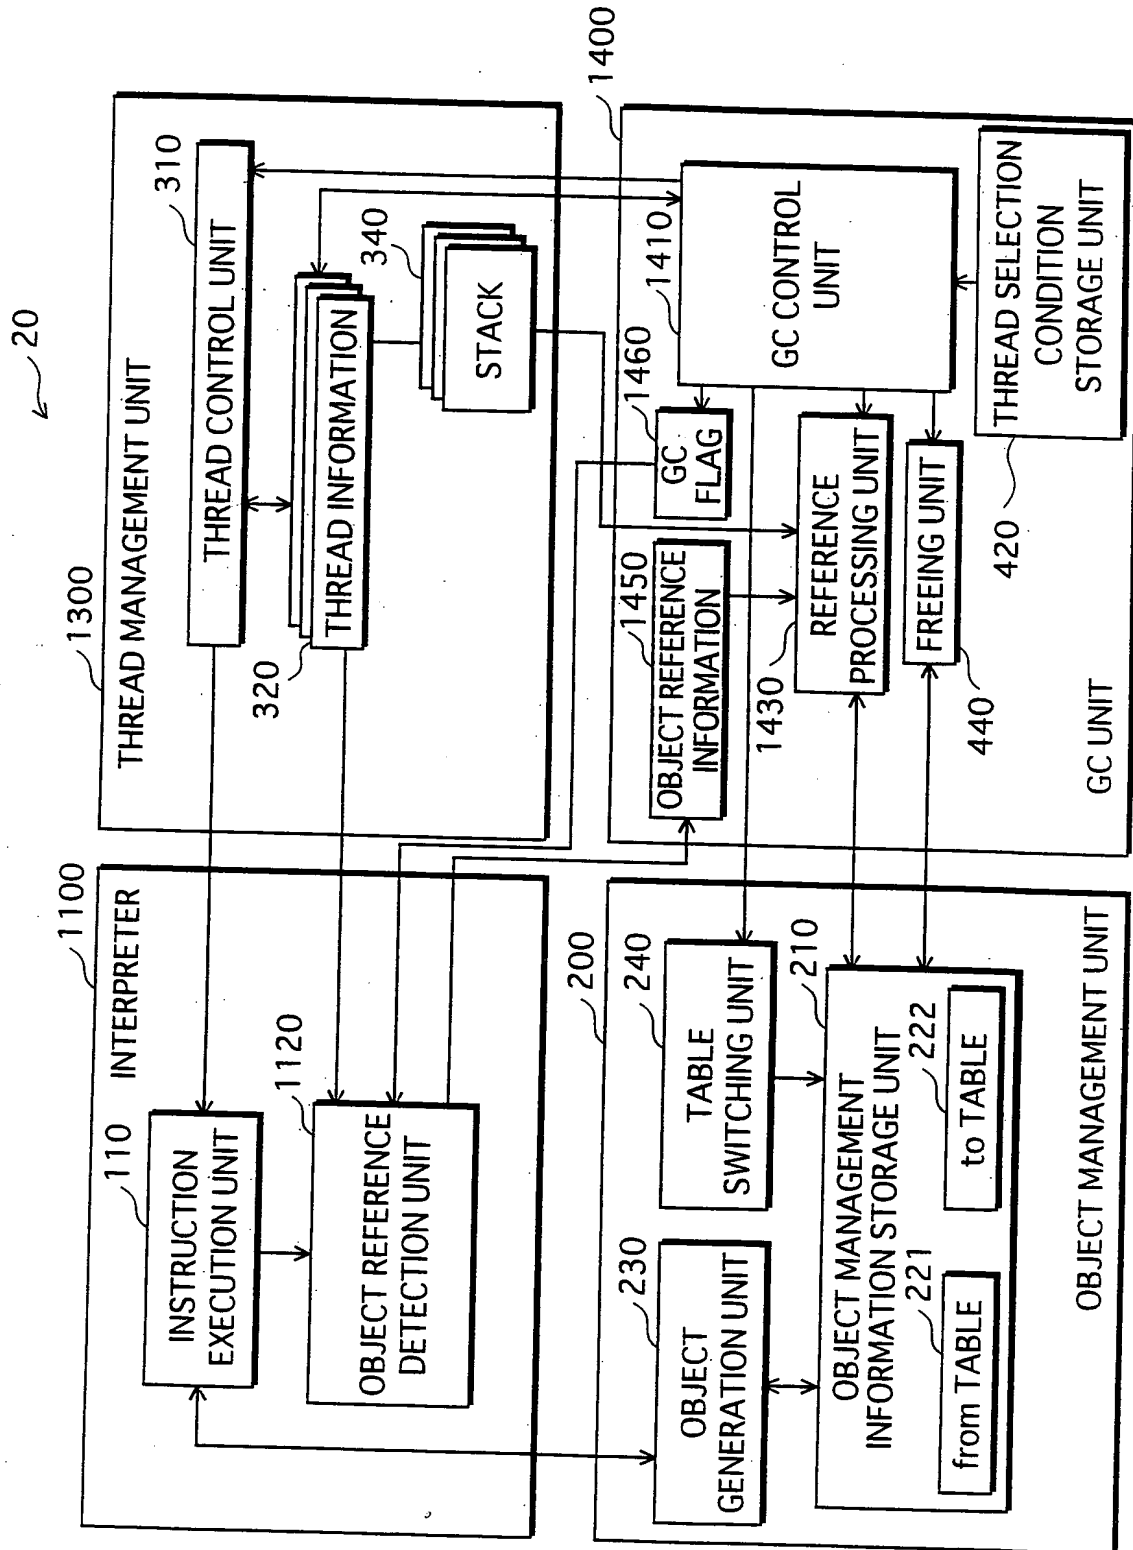 20
1100
INTERPRETER
110
INSTRUCTION
EXECUTION UNIT
1120
OBJECT REFERENCE
DETECTION UNIT
1300
THREAD MANAGEMENT UNIT
310
THREAD CONTROL UNIT
320
THREAD INFORMATION
340
STACK
200
230
OBJECT
GENERATION UNIT
240
TABLE
SWITCHING UNIT
210
OBJECT MANAGEMENT
INFORMATION STORAGE UNIT
221
from TABLE
222
to TABLE
OBJECT MANAGEMENT UNIT
1400
1450
OBJECT REFERENCE
INFORMATION
1460
GC
FLAG
1410
GC CONTROL
UNIT
1430
REFERENCE
PROCESSING UNIT
440
FREEING UNIT
420
THREAD SELECTION
CONDITION
STORAGE UNIT
GC UNIT